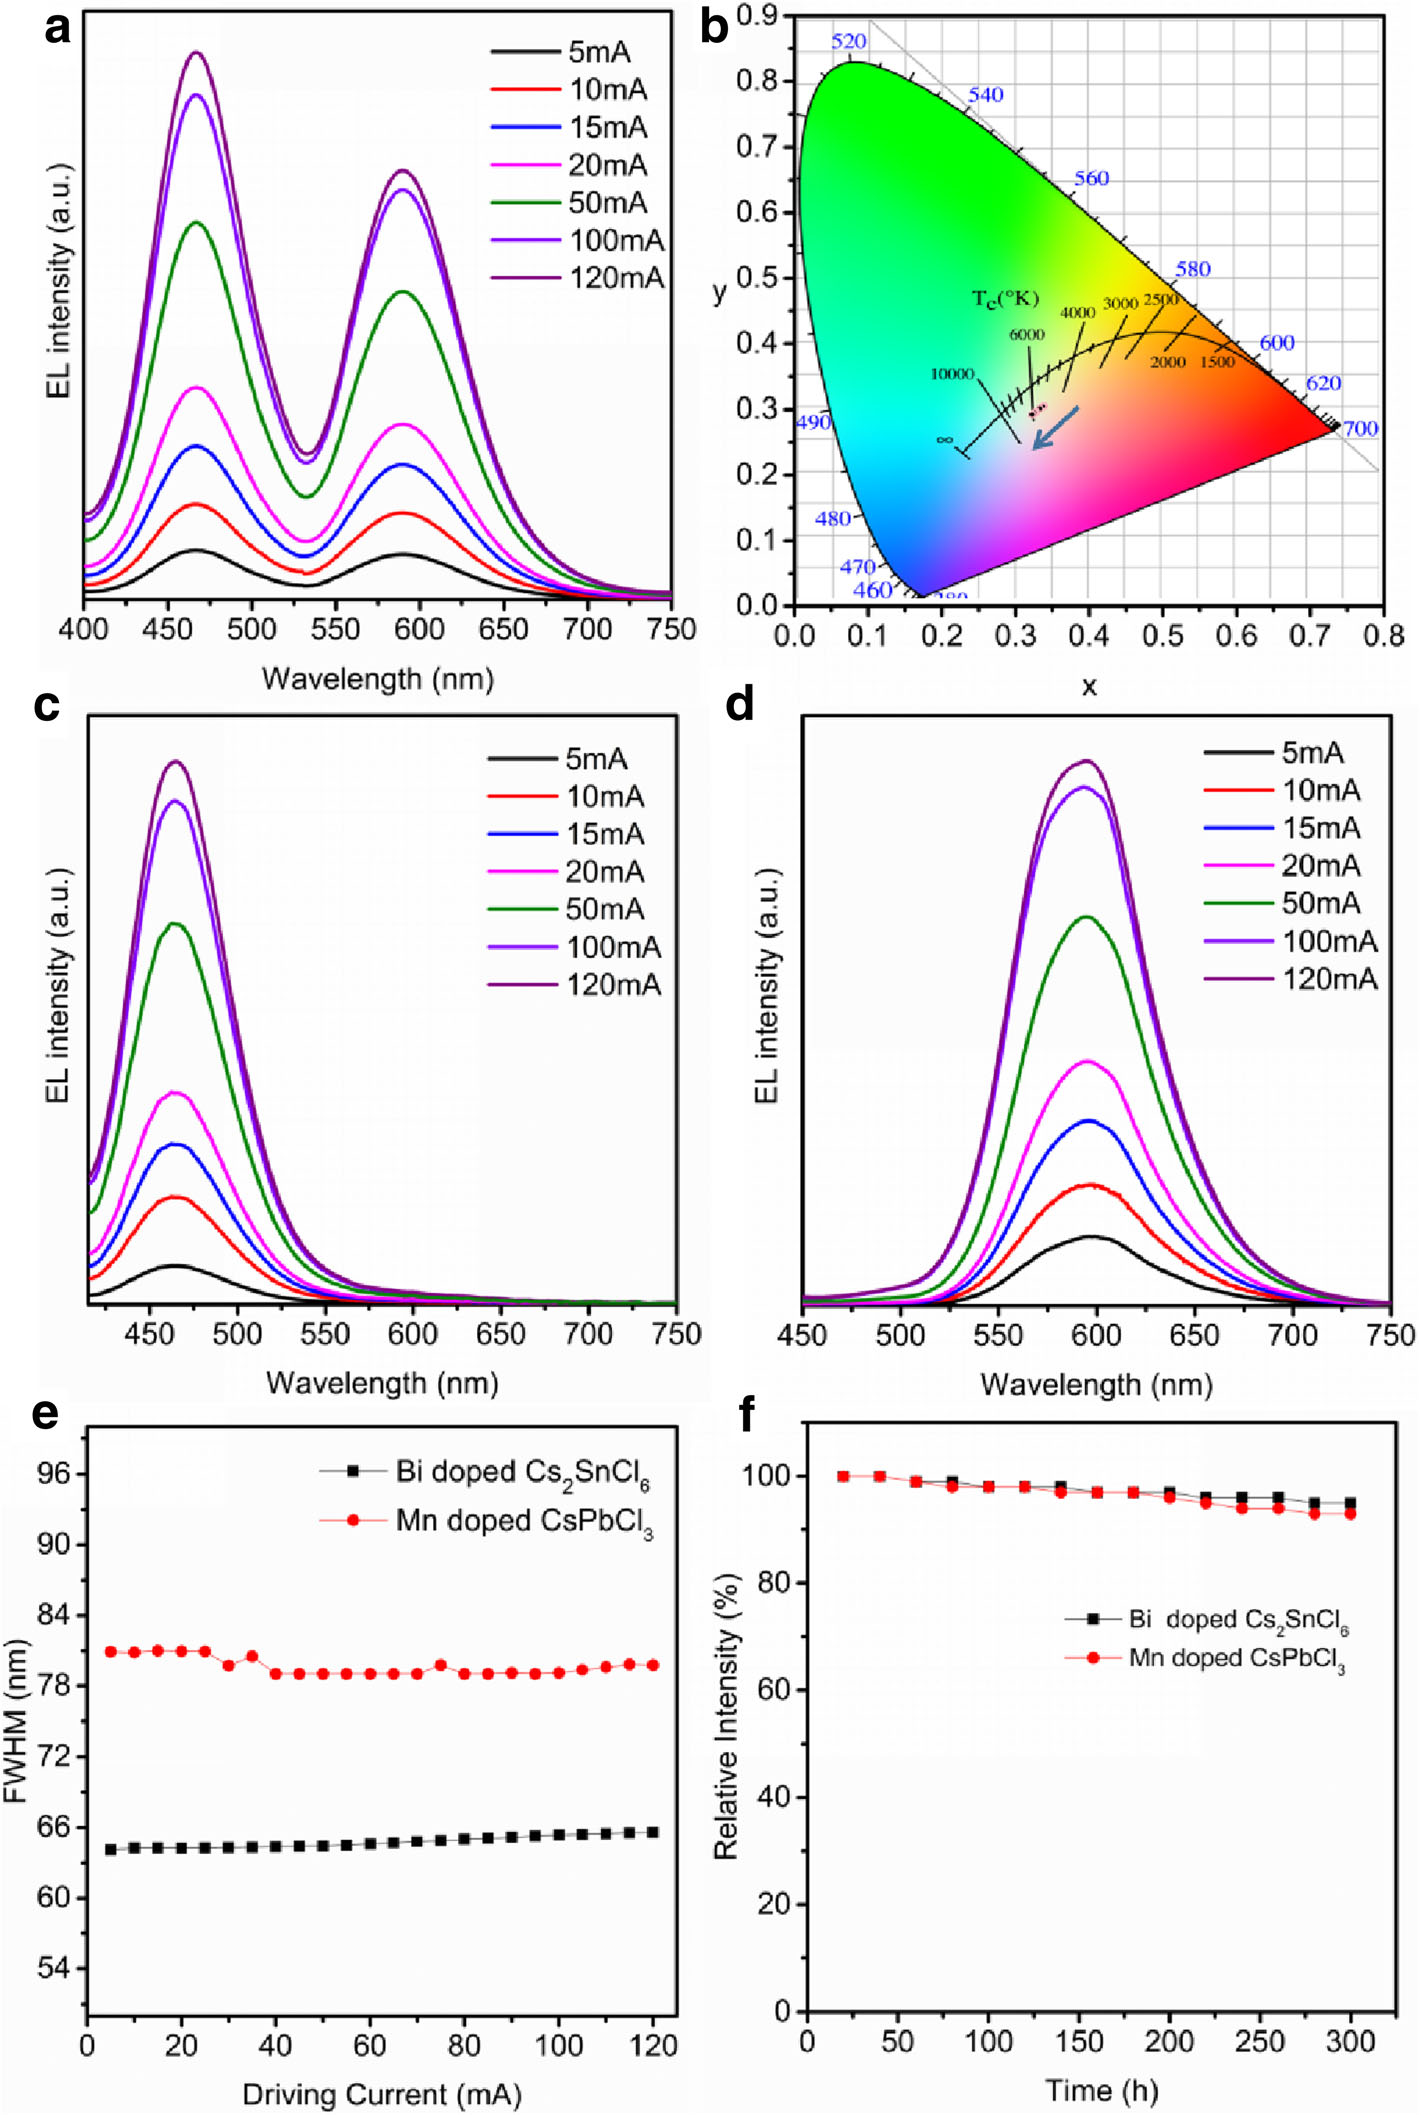 a
EL intensity (a.u.)
5mA
10mA
15mA
20mA
50mA
100mA
120mA
400 450 500 550 600 650 700 750
Wavelength (nm)
b
y
0.9
0.8
0.7
0.6
0.5
0.4
0.3
0.2
0.1
0.0
520
540
560
580
600
620
700
490
480
470
460
380
Tc(°K)
∞
10000
6000
4000
3000
2500
2000
1500
0.0 0.1 0.2 0.3 0.4 0.5 0.6 0.7 0.8
x
c
EL intensity (a.u.)
5mA
10mA
15mA
20mA
50mA
100mA
120mA
450 500 550 600 650 700 750
Wavelength (nm)
d
EL intensity (a.u.)
5mA
10mA
15mA
20mA
50mA
100mA
120mA
450 500 550 600 650 700 750
Wavelength (nm)
e
FWHM (nm)
96
90
84
78
72
66
60
54
Bi doped Cs2SnCl6
Mn doped CsPbCl3
0 20 40 60 80 100 120
Driving Current (mA)
f
Relative Intensity (%)
100
80
60
40
20
0
Bi doped Cs2SnCl6
Mn doped CsPbCl3
0 50 100 150 200 250 300
Time (h)